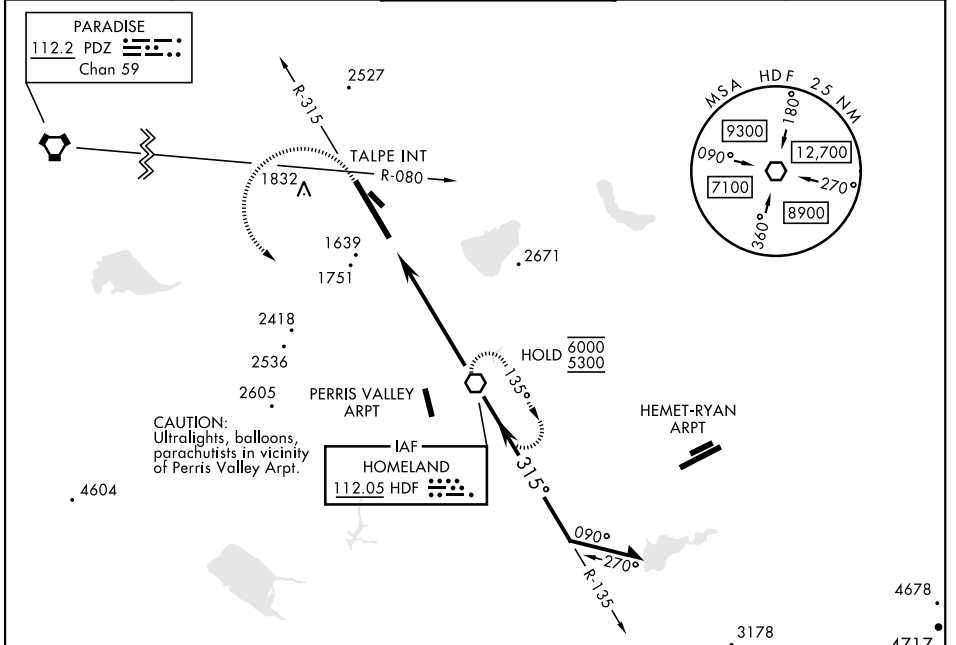 PARADISE
112.2 PDZ
Chan 59
R-315
2527
TALPE INT
R-080
1832
1639
1751
2671
MSA HDF 25 NM
180°
9300
12,700
090°
270°
7100
8900
360°
2418
2536
2605
HOLD 6000
5300
135°
PERRIS VALLEY
ARPT
HEMET-RYAN
ARPT
CAUTION:
Ultralights, balloons,
parachutists in vicinity
of Perris Valley Arpt.
IAF
HOMELAND
112.05 HDF
315°
4604
090°
270°
R-135
4678
3178
4717